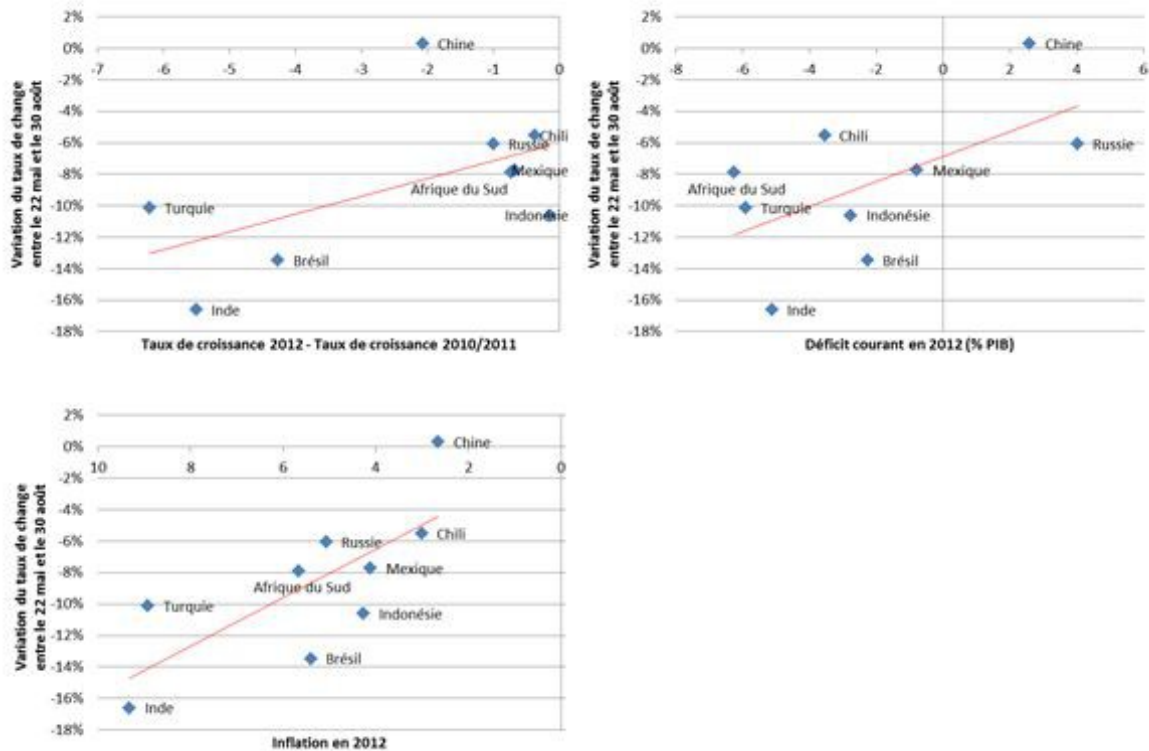 2%
0%
-2%
-4%
-6%
-8%
-10%
-12%
-14%
-16%
-18%
-7 -6 -5 -4 -3 -2 -1 0
Variation du taux de change
entre le 22 mai et le 30 août
Chine
Chili
Russie
Mexique
Afrique du Sud
Turquie
Indonésie
Brésil
Inde
Taux de croissance 2012 - Taux de croissance 2010/2011
2%
0%
-2%
-4%
-6%
-8%
-10%
-12%
-14%
-16%
-18%
-8 -6 -4 -2 0 2 4 6
Variation du taux de change
entre le 22 mai et le 30 août
Chine
Chili
Russie
Mexique
Afrique du Sud
Turquie
Indonésie
Brésil
Inde
Déficit courant en 2012 (% PIB)
2%
0%
-2%
-4%
-6%
-8%
-10%
-12%
-14%
-16%
-18%
10 8 6 4 2 0
Variation du taux de change
entre le 22 mai et le 30 août
Chine
Chili
Russie
Mexique
Afrique du Sud
Turquie
Indonésie
Brésil
Inde
Inflation en 2012